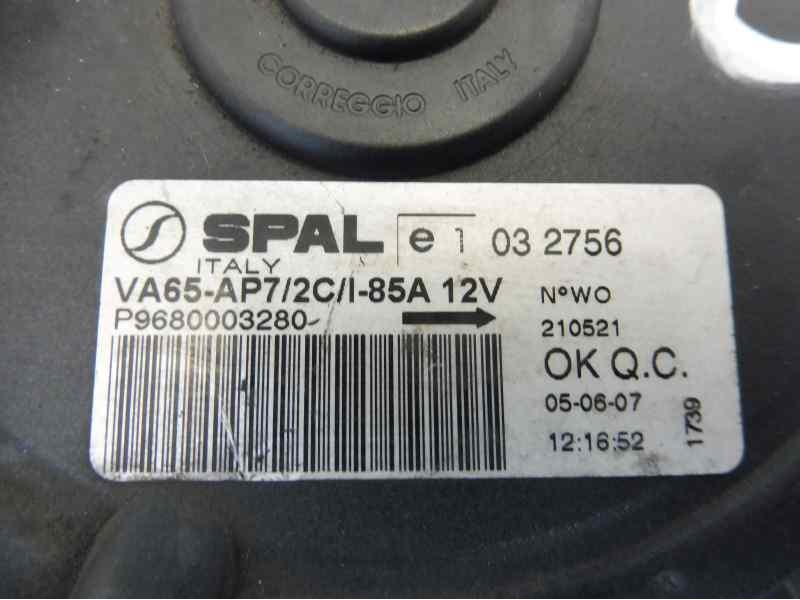 CORREGGIO ITALY
SPAL e 1 03 2756
ITALY
VA65-AP7/2C/I-85A 12V
P9680003280-
N°WO
210521
OK Q.C.
05-06-07
12:16:52
1739